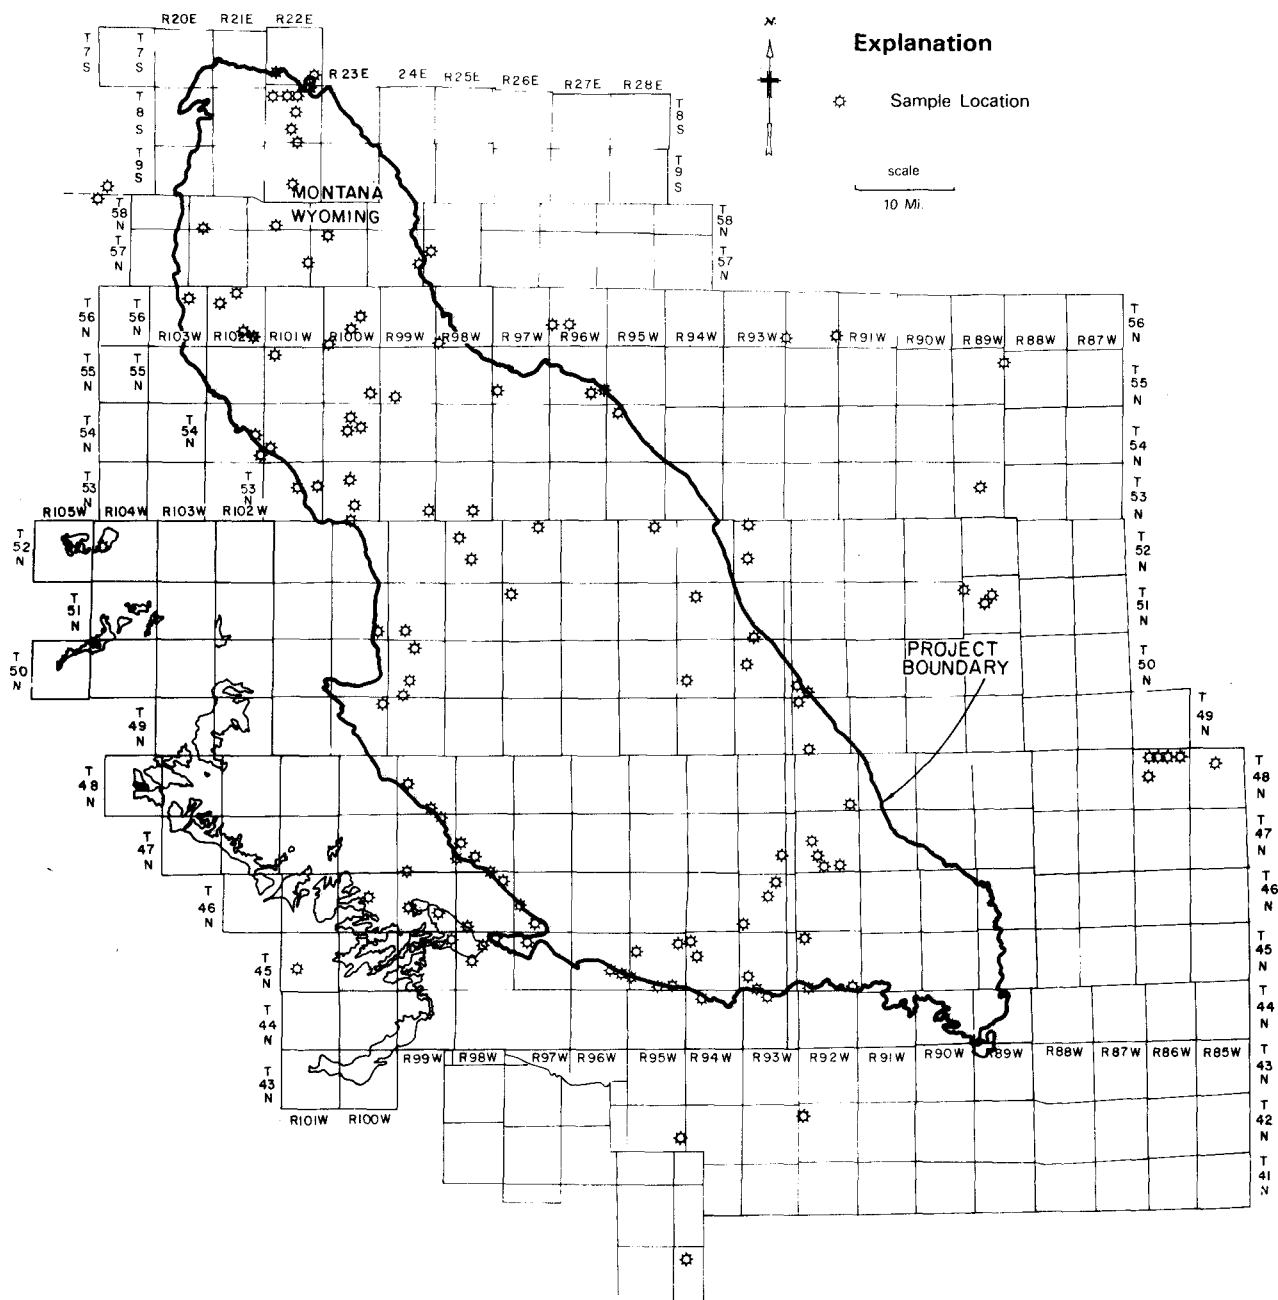 R20E R21E R22E
N.
Explanation
T 7 S
T 7 S
R23E 24E R25E R26E R27E R28E
Sample Location
T 8 S
T 8 S
T 9 S
T 9 S
scale
10 Mi.
MONTANA
WYOMING
T 58 N
T 58 N
T 57 N
T 57 N
T 56 N
T 56 N
T 56 N
R103W R102W R101W R100W R99W R98W R97W R96W R95W R94W R93W R91W R90W R89W R88W R87W
T 55 N
T 55 N
T 55 N
T 54 N
T 54 N
T 54 N
T 53 N
T 53 N
T 53 N
R105W R104W R103W R102W
T 52 N
T 52 N
T 51 N
T 51 N
T 50 N
T 50 N
PROJECT
BOUNDARY
T 49 N
T 49 N
T 48 N
T 48 N
T 47 N
T 47 N
T 46 N
T 46 N
T 45 N
T 45 N
T 44 N
T 44 N
R99W R98W R97W R96W R95W R94W R93W R92W R91W R90W R89W R88W R87W R86W R85W
T 43 N
T 43 N
R101W R100W
T 42 N
T 41 N